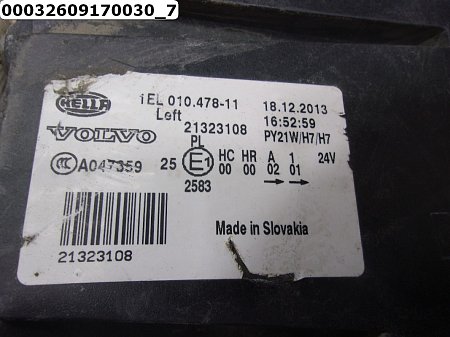 00032609170030_7
HELLA
1EL 010.478-11 18.12.2013
Left 16:52:59
VOLVO 21323108 PY21W/H7/H7
PL
CCC A047359 25 E1 HC HR A 1 24V
00 00 02 01
2583
Made in Slovakia
21323108